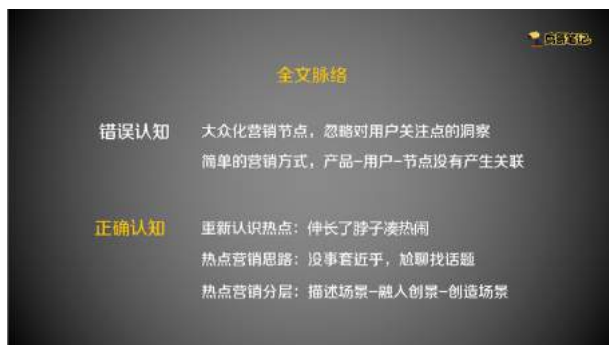 鸟哥笔记
全文脉络
错误认知 大众化营销节点，忽略对用户关注点的洞察
简单的营销方式，产品-用户-节点没有产生关联
正确认知 重新认识热点：伸长了脖子凑热闹
热点营销思路：没事套近乎，尬聊找话题
热点营销分层：描述场景-融入创景-创造场景